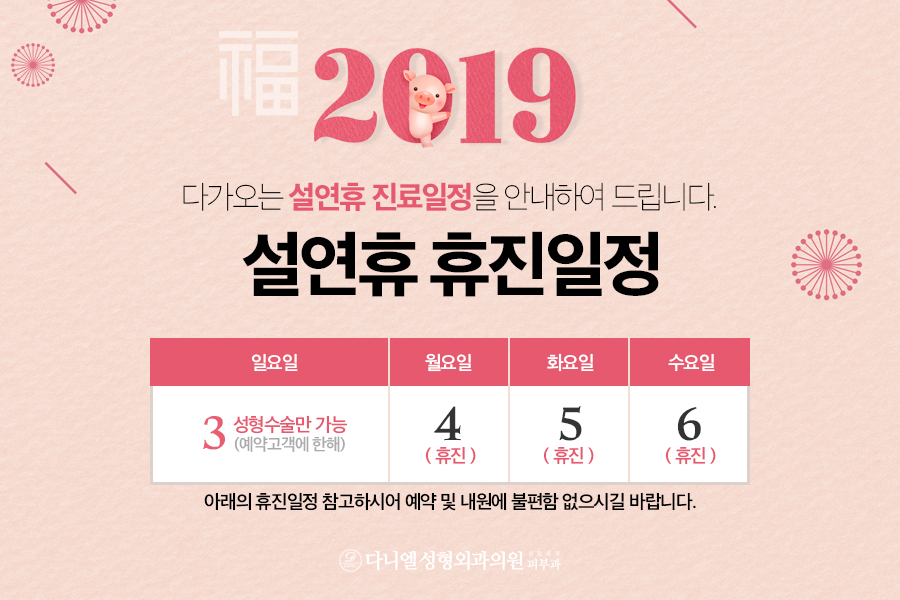 福 2019
다가오는 설연휴 진료일정을 안내하여 드립니다.
설연휴 휴진일정
일요일 월요일 화요일 수요일
3 성형수술만 가능 (예약고객에 한해) 4 ( 휴진 ) 5 ( 휴진 ) 6 ( 휴진 )
아래의 휴진일정 참고하시어 예약 및 내원에 불편함 없으시길 바랍니다.
다니엘성형외과의원 피부과